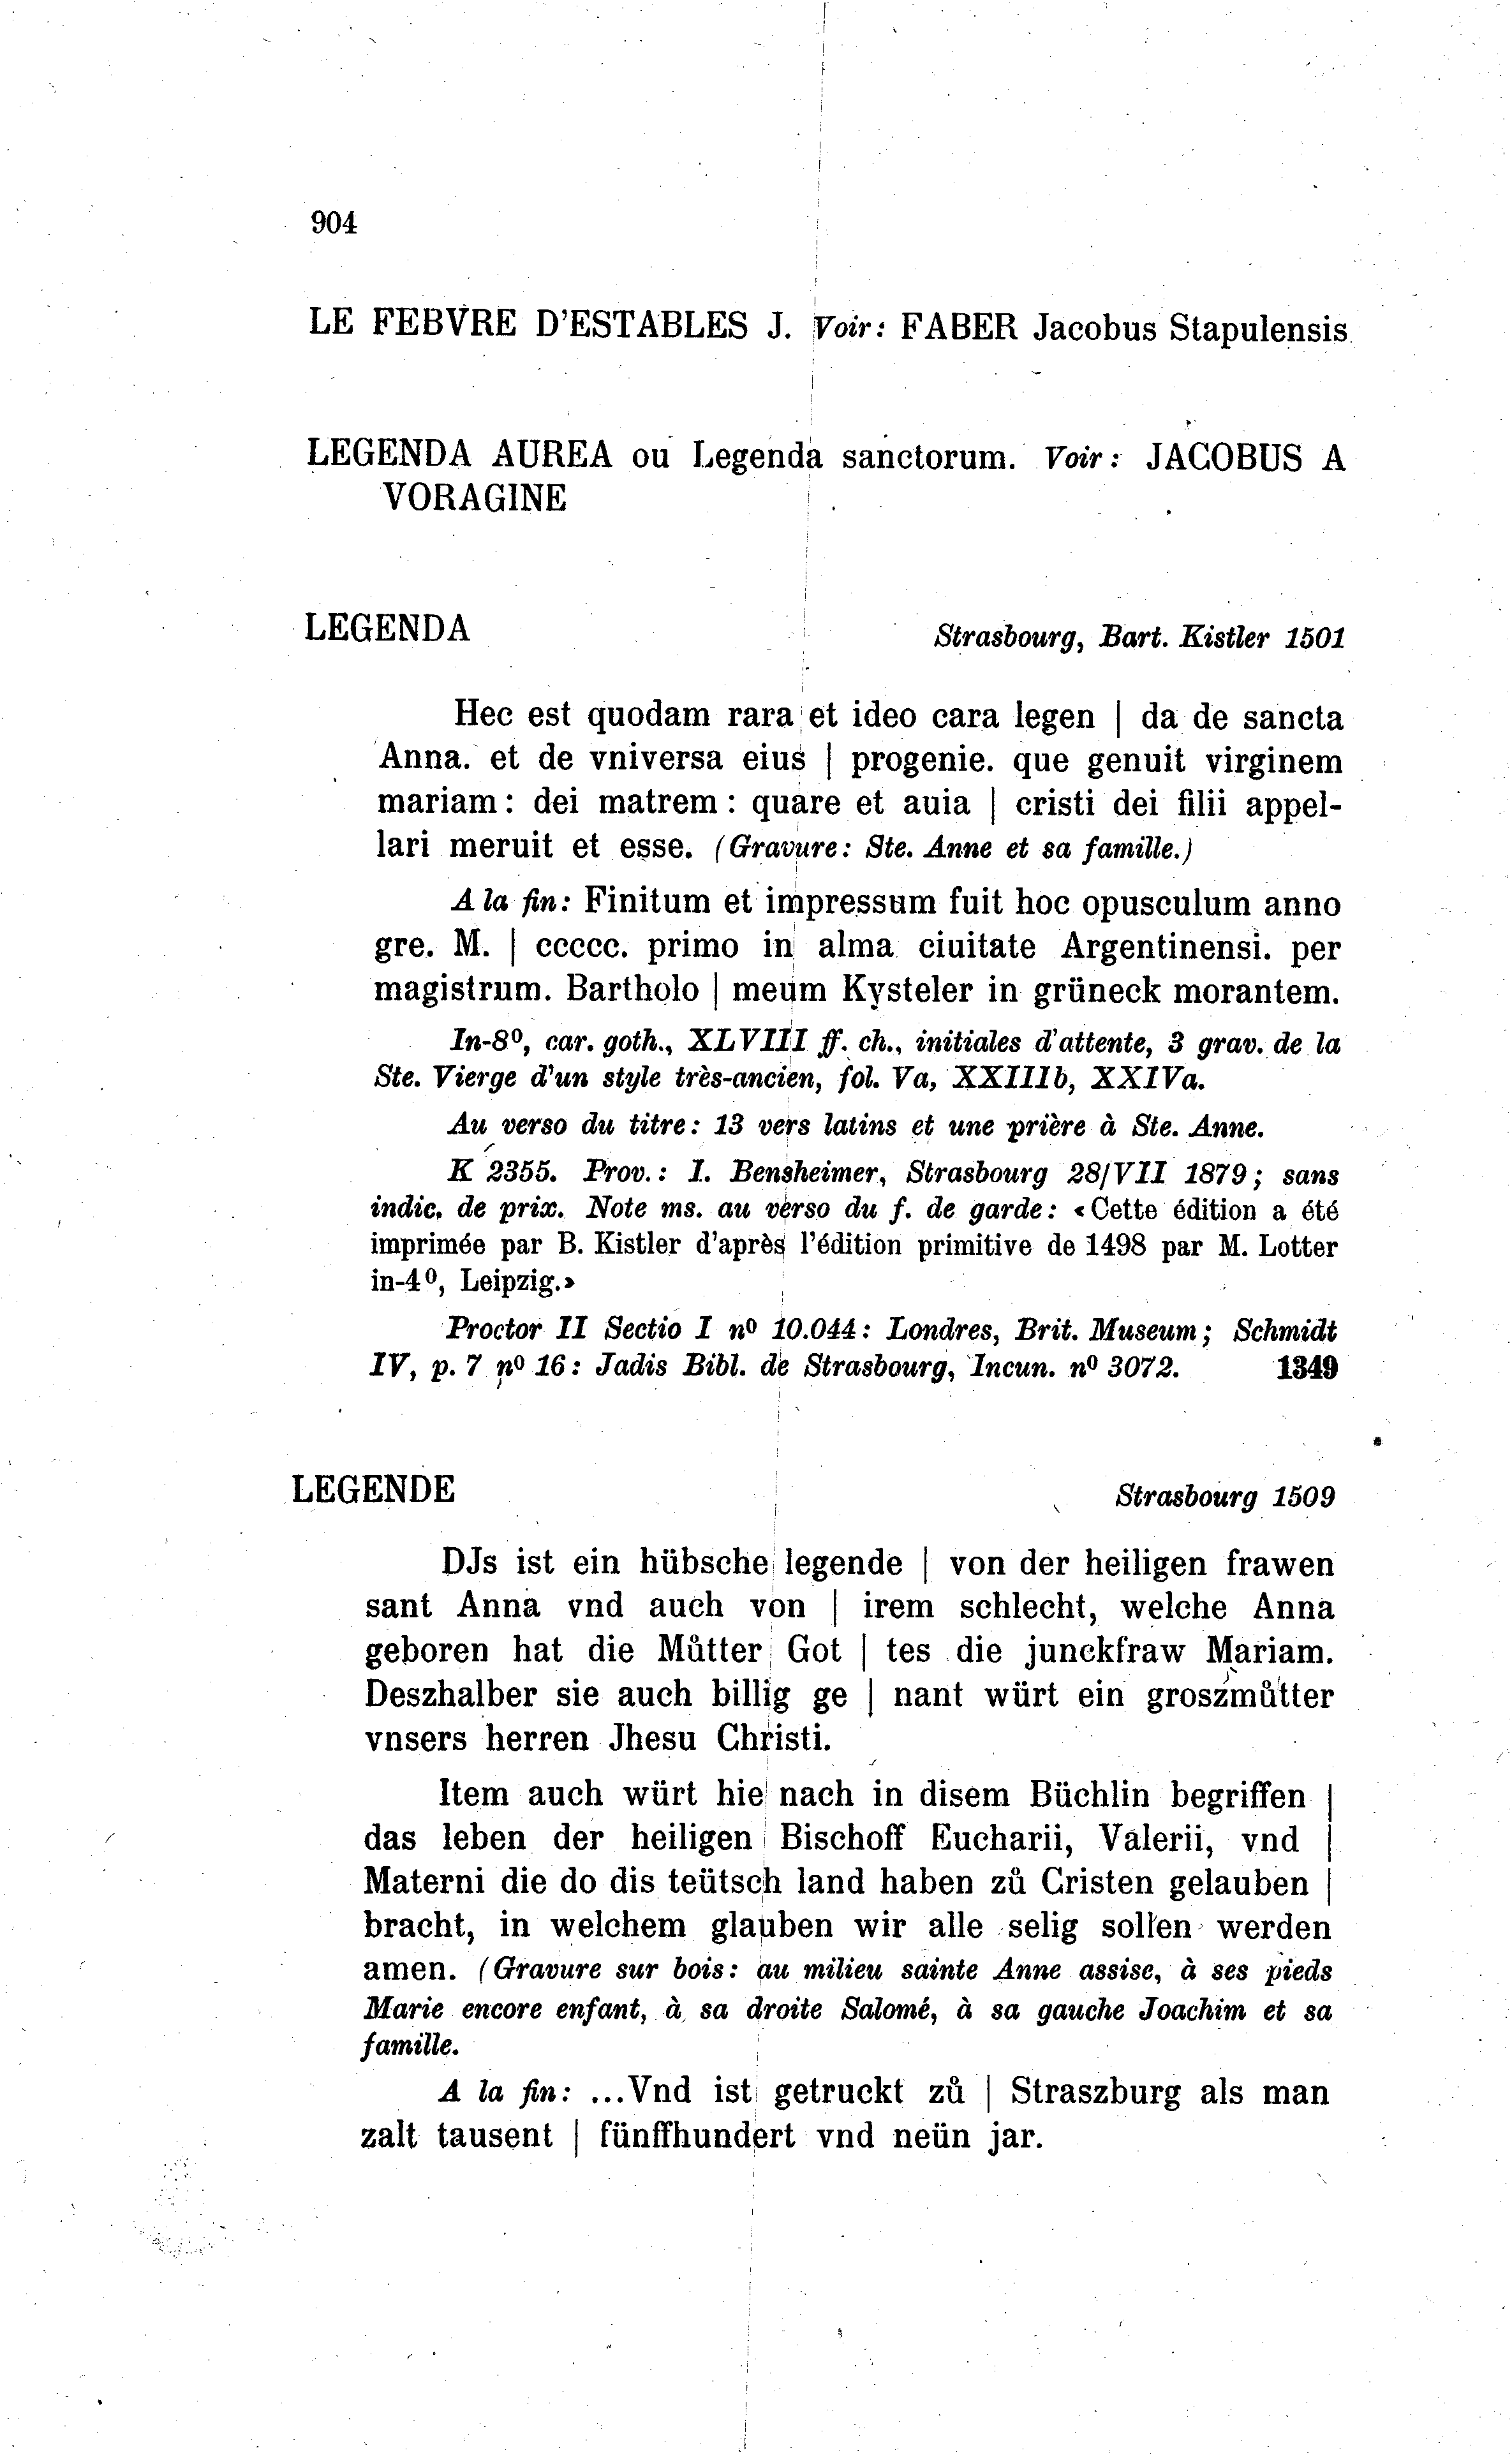 904
LE FEBVRE D'ESTABLES J. Voir: FABER Jacobus Stapulensis
LEGENDA AUREA ou Legenda sanctorum. Voir: JACOBUS A
VORAGINE
LEGENDA Strasbourg, Bart. Kistler 1501
Hec est quodam rara et ideo cara legen | da de sancta
Anna. et de vniversa eius | progenie. que genuit virginem
mariam: dei matrem: quare et auia | cristi dei filii appel-
lari meruit et esse. (Gravure: Ste. Anne et sa famille.)
A la fin: Finitum et impressum fuit hoc opusculum anno
gre. M. | ccccc. primo in alma ciuitate Argentinensi. per
magistrum. Bartholo | meum Kysteler in grüneck morantem.
In-8º, car. goth., XLVIII ff. ch., initiales d'attente, 3 grav. de la
Ste. Vierge d'un style très-ancien, fol. Va, XXIIIb, XXIVa.
Au verso du titre: 13 vers latins et une prière à Ste. Anne.
K 2355. Prov.: I. Bensheimer, Strasbourg 28/VII 1879; sans
indic. de prix. Note ms. au verso du f. de garde: «Cette édition a été
imprimée par B. Kistler d'après l'édition primitive de 1498 par M. Lotter
in-4º, Leipzig.»
Proctor II Sectio I nº 10.044: Londres, Brit. Museum; Schmidt
IV, p. 7 nº 16: Jadis Bibl. de Strasbourg, Incun. nº 3072. 1349
LEGENDE Strasbourg 1509
DJs ist ein hübsche legende | von der heiligen frawen
sant Anna vnd auch von | irem schlecht, welche Anna
geboren hat die Můtter Got | tes die junckfraw Mariam.
Deszhalber sie auch billig ge | nant würt ein groszmůtter
vnsers herren Jhesu Christi.
Item auch würt hie nach in disem Büchlin begriffen |
das leben der heiligen Bischoff Eucharii, Valerii, vnd |
Materni die do dis teütsch land haben zů Cristen gelauben |
bracht, in welchem glauben wir alle selig sollen werden
amen. (Gravure sur bois: au milieu sainte Anne assise, à ses pieds
Marie encore enfant, à sa droite Salomé, à sa gauche Joachim et sa
famille.
A la fin: ...Vnd ist getruckt zů | Straszburg als man
zalt tausent | fünffhundert vnd neün jar.